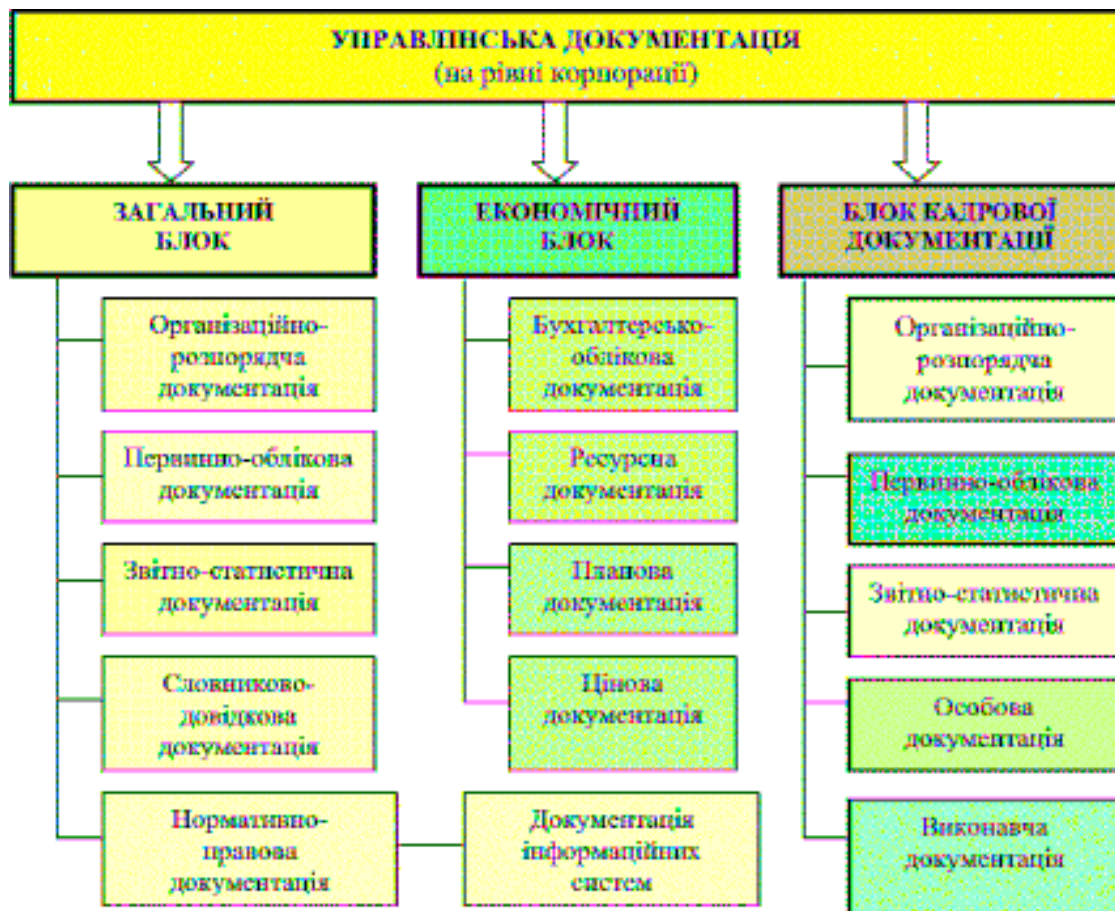 УПРАВЛІНСЬКА ДОКУМЕНТАЦІЯ
(на рівні корпорації)
ЗАГАЛЬНИЙ
БЛОК
Організаційно-
розпорядча
документація
Первинно-облікова
документація
Звітно-статистична
документація
Словниково-
довідкова
документація
Нормативно-
правова
документація
Документація
інформаційних
систем
ЕКОНОМІЧНИЙ
БЛОК
Бухгалтерсько-
облікова
документація
Ресурсна
документація
Планова
документація
Цінова
документація
БЛОК КАДРОВОЇ
ДОКУМЕНТАЦІЇ
Організаційно-
розпорядча
документація
Первинно-облікова
документація
Звітно-статистична
документація
Особова
документація
Виконавча
документація